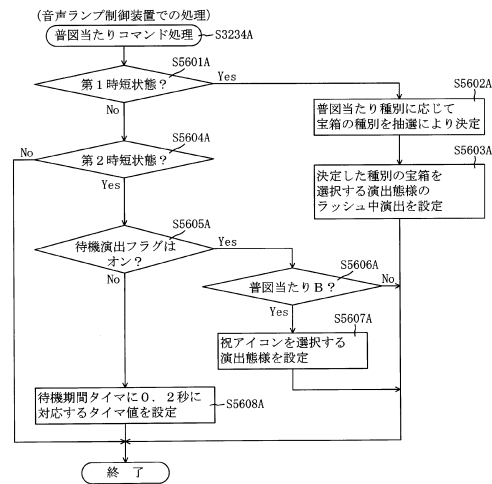 (音声ランプ制御装置での処理)
普図当たりコマンド処理
S3234A
S5601A
第1時短状態?
Yes
No
S5602A
普図当たり種別に応じて
宝箱の種別を抽選により決定
S5604A
第2時短状態?
No
Yes
S5603A
決定した種別の宝箱を
選択する演出態様の
ラッシュ中演出を設定
S5605A
待機演出フラグは
オン?
Yes
No
S5606A
普図当たりB?
No
Yes
S5607A
祝アイコンを選択する
演出態様を設定
待機期間タイマに0.2秒に
対応するタイマ値を設定
S5608A
終 了